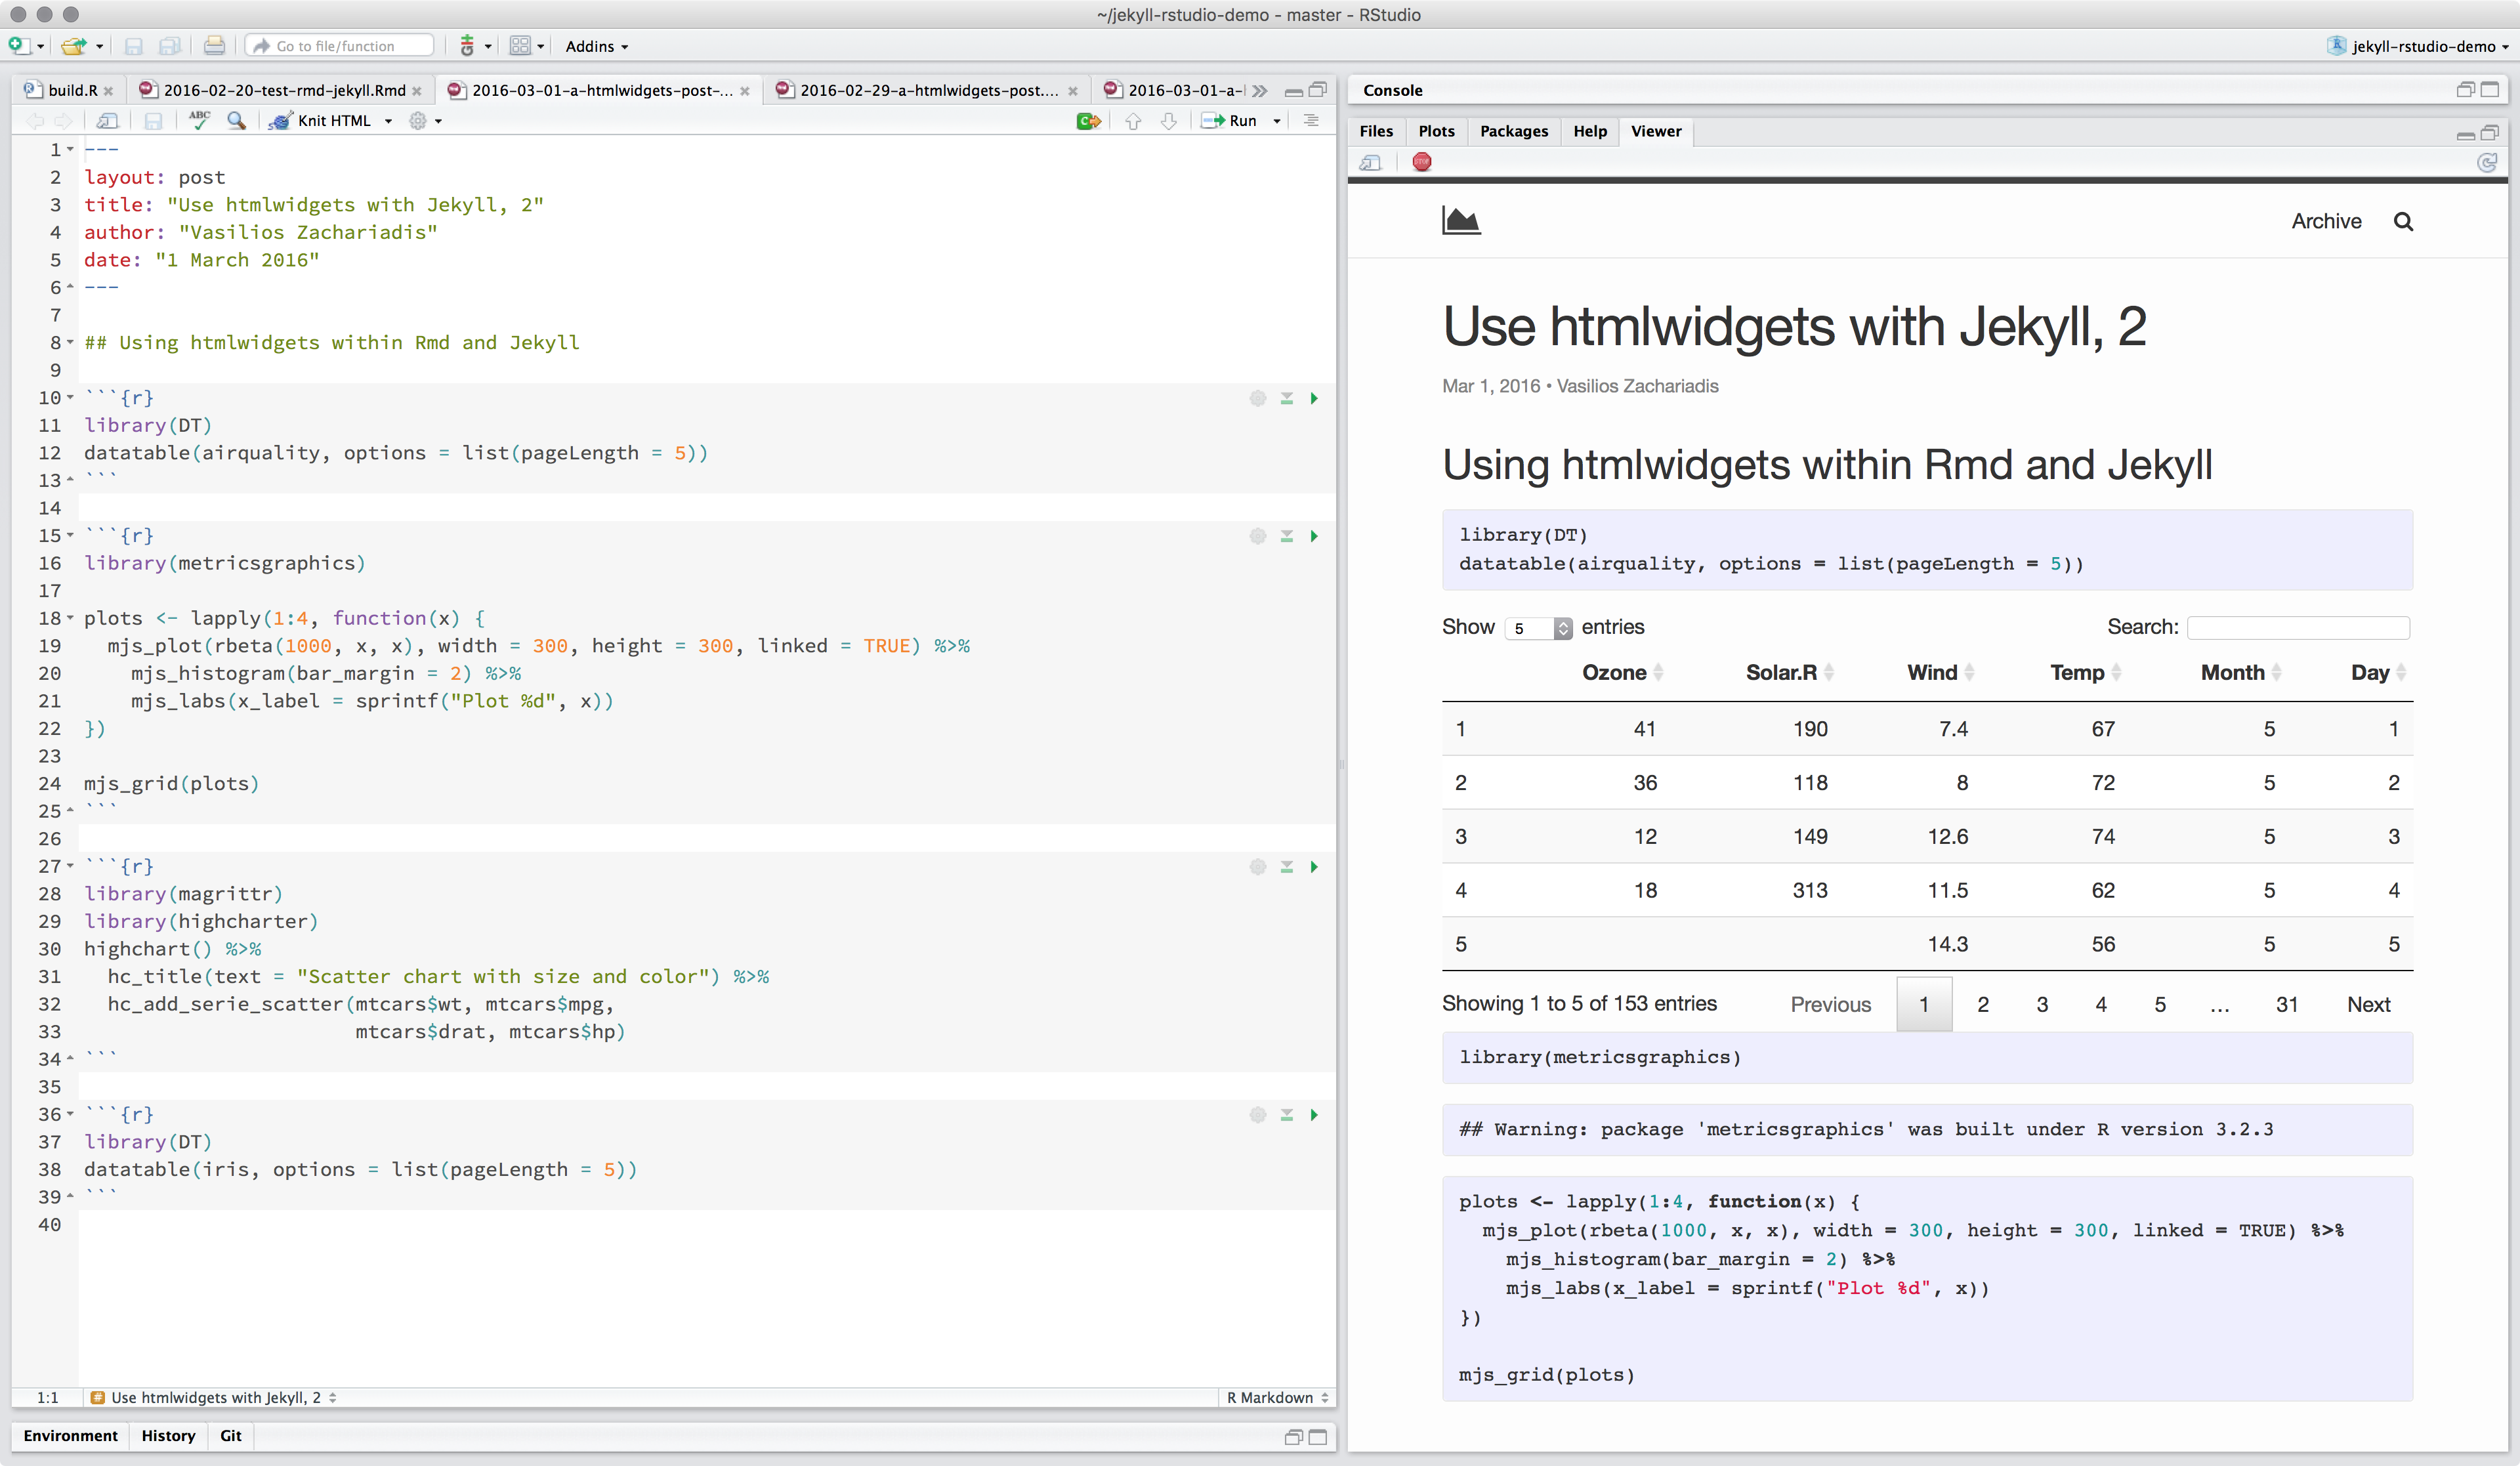 ~/jekyll-rstudio-demo - master - RStudio
Go to file/function
Addins
jekyll-rstudio-demo
build.R
2016-02-20-test-rmd-jekyll.Rmd
2016-03-01-a-htmlwidgets-post-...
2016-02-29-a-htmlwidgets-post....
2016-03-01-a-
ABC
Knit HTML
Run
1 ---
2 layout: post
3 title: "Use htmlwidgets with Jekyll, 2"
4 author: "Vasilios Zachariadis"
5 date: "1 March 2016"
6 ---
7
8 ## Using htmlwidgets within Rmd and Jekyll
9
10 ```{r}
11 library(DT)
12 datatable(airquality, options = list(pageLength = 5))
13 ```
14
15 ```{r}
16 library(metricsgraphics)
17
18 plots <- lapply(1:4, function(x) {
19   mjs_plot(rbeta(1000, x, x), width = 300, height = 300, linked = TRUE) %>%
20     mjs_histogram(bar_margin = 2) %>%
21     mjs_labs(x_label = sprintf("Plot %d", x))
22 })
23
24 mjs_grid(plots)
25 ```
26
27 ```{r}
28 library(magrittr)
29 library(highcharter)
30 highchart() %>%
31   hc_title(text = "Scatter chart with size and color") %>%
32   hc_add_serie_scatter(mtcars$wt, mtcars$mpg,
33                        mtcars$drat, mtcars$hp)
34 ```
35
36 ```{r}
37 library(DT)
38 datatable(iris, options = list(pageLength = 5))
39 ```
40
1:1
# Use htmlwidgets with Jekyll, 2
R Markdown
Environment
History
Git
Console
Files
Plots
Packages
Help
Viewer
STOP
Archive
Use htmlwidgets with Jekyll, 2
Mar 1, 2016 • Vasilios Zachariadis
Using htmlwidgets within Rmd and Jekyll
library(DT)
datatable(airquality, options = list(pageLength = 5))
Show 5 entries
Search:
Ozone Solar.R Wind Temp Month Day
1 41 190 7.4 67 5 1
2 36 118 8 72 5 2
3 12 149 12.6 74 5 3
4 18 313 11.5 62 5 4
5 14.3 56 5 5
Showing 1 to 5 of 153 entries
Previous 1 2 3 4 5 ... 31 Next
library(metricsgraphics)
## Warning: package 'metricsgraphics' was built under R version 3.2.3
plots <- lapply(1:4, function(x) {
  mjs_plot(rbeta(1000, x, x), width = 300, height = 300, linked = TRUE) %>%
    mjs_histogram(bar_margin = 2) %>%
    mjs_labs(x_label = sprintf("Plot %d", x))
})
mjs_grid(plots)